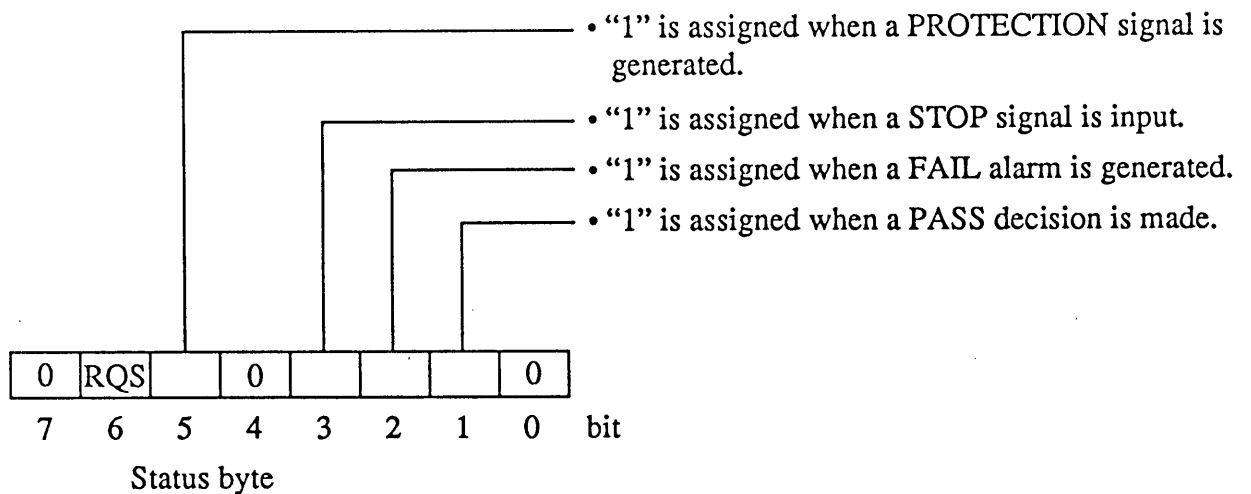 • “1” is assigned when a PROTECTION signal is
generated.
• “1” is assigned when a STOP signal is input.
• “1” is assigned when a FAIL alarm is generated.
• “1” is assigned when a PASS decision is made.
0 RQS 0 0
7 6 5 4 3 2 1 0 bit
Status byte